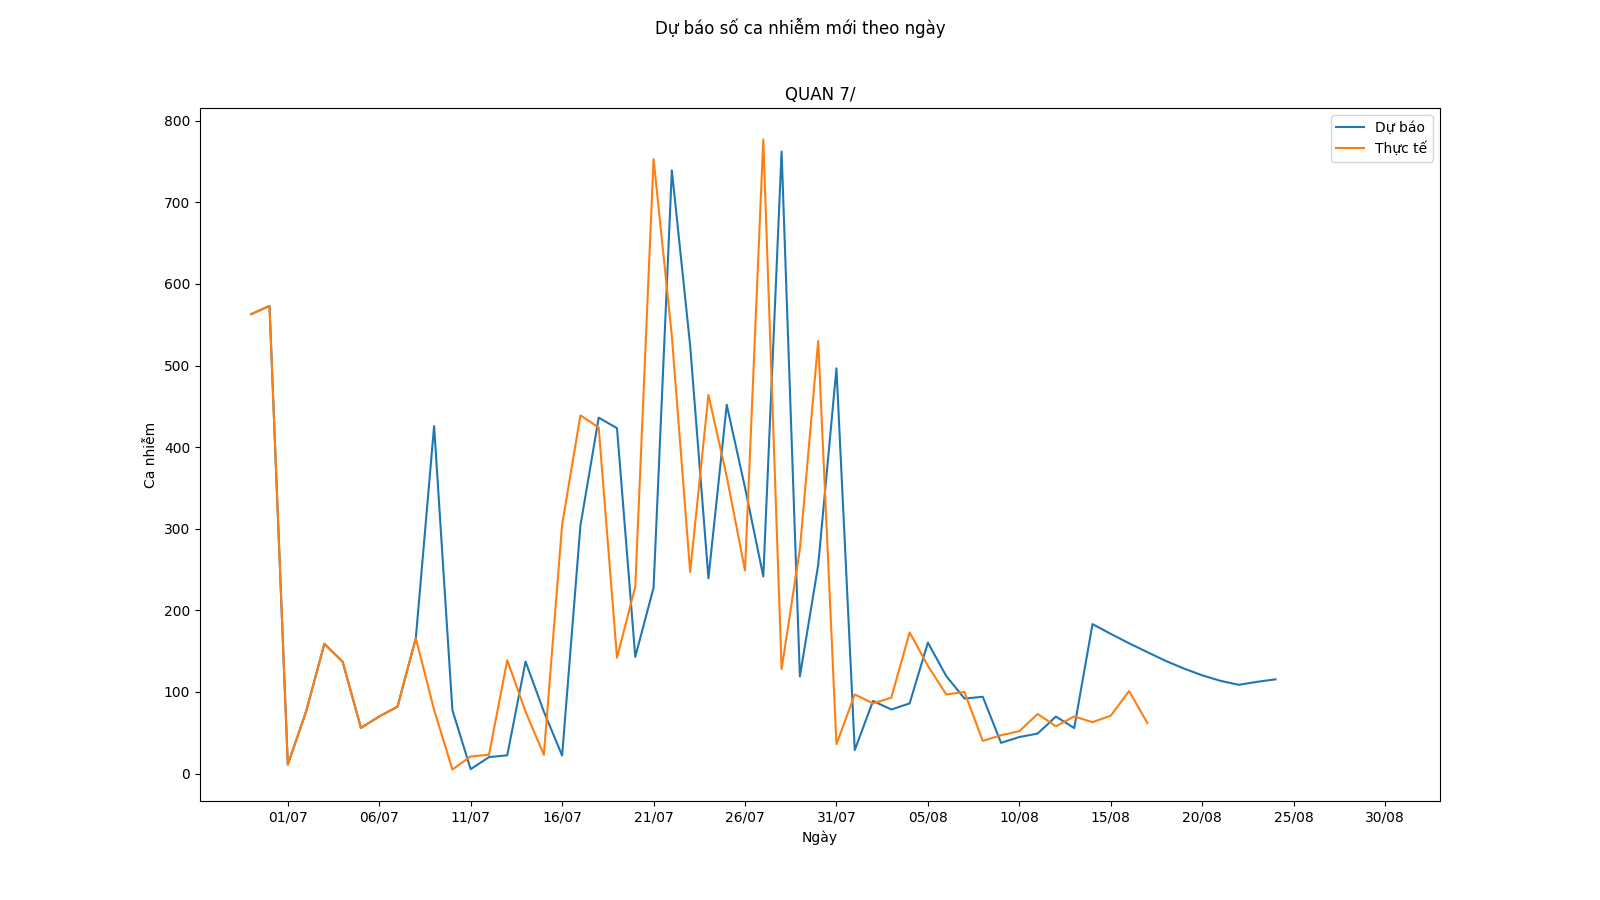 Dự báo số ca nhiễm mới theo ngày
QUAN 7/
Dự báo
Thực tế
800
700
600
500
400
300
200
100
0
Ca nhiễm
01/07 06/07 11/07 16/07 21/07 26/07 31/07 05/08 10/08 15/08 20/08 25/08 30/08
Ngày